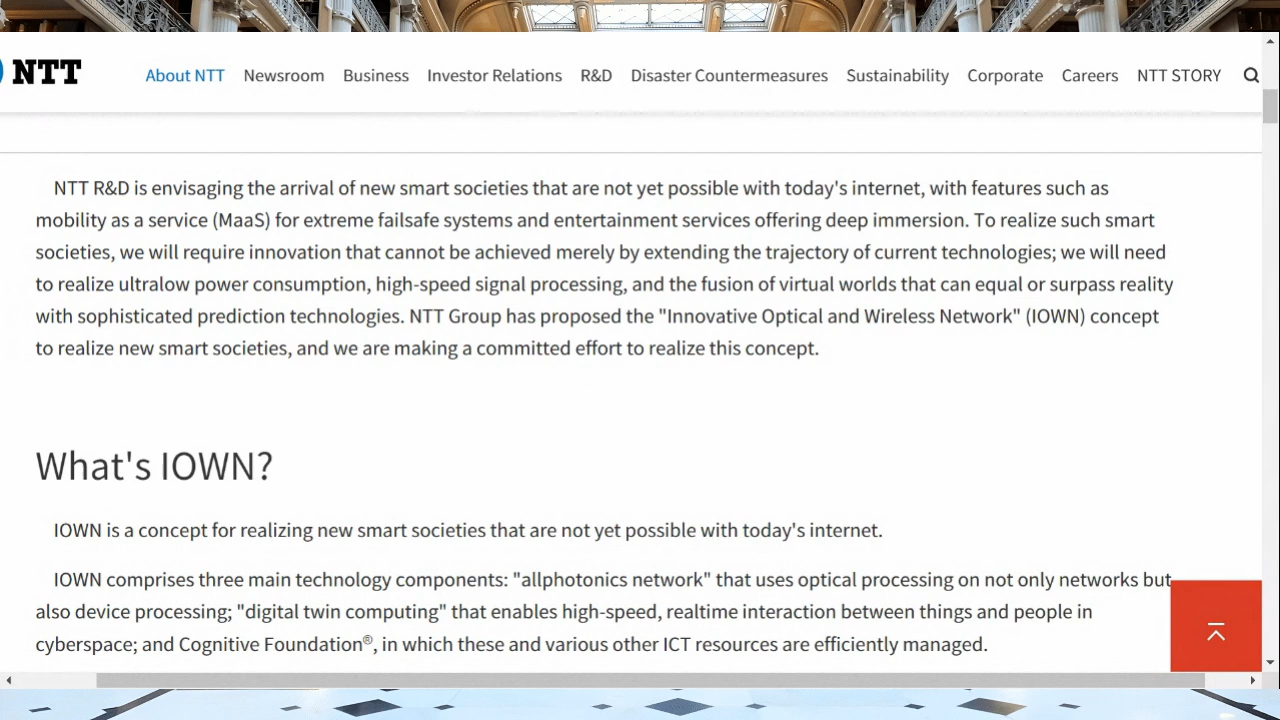 NTT
About NTT Newsroom Business Investor Relations R&D Disaster Countermeasures Sustainability Corporate Careers NTT STORY
NTT R&D is envisaging the arrival of new smart societies that are not yet possible with today's internet, with features such as
mobility as a service (MaaS) for extreme failsafe systems and entertainment services offering deep immersion. To realize such smart
societies, we will require innovation that cannot be achieved merely by extending the trajectory of current technologies; we will need
to realize ultralow power consumption, high-speed signal processing, and the fusion of virtual worlds that can equal or surpass reality
with sophisticated prediction technologies. NTT Group has proposed the "Innovative Optical and Wireless Network" (IOWN) concept
to realize new smart societies, and we are making a committed effort to realize this concept.
What's IOWN?
IOWN is a concept for realizing new smart societies that are not yet possible with today's internet.
IOWN comprises three main technology components: "allphotonics network" that uses optical processing on not only networks but
also device processing; "digital twin computing" that enables high-speed, realtime interaction between things and people in
cyberspace; and Cognitive Foundation®, in which these and various other ICT resources are efficiently managed.